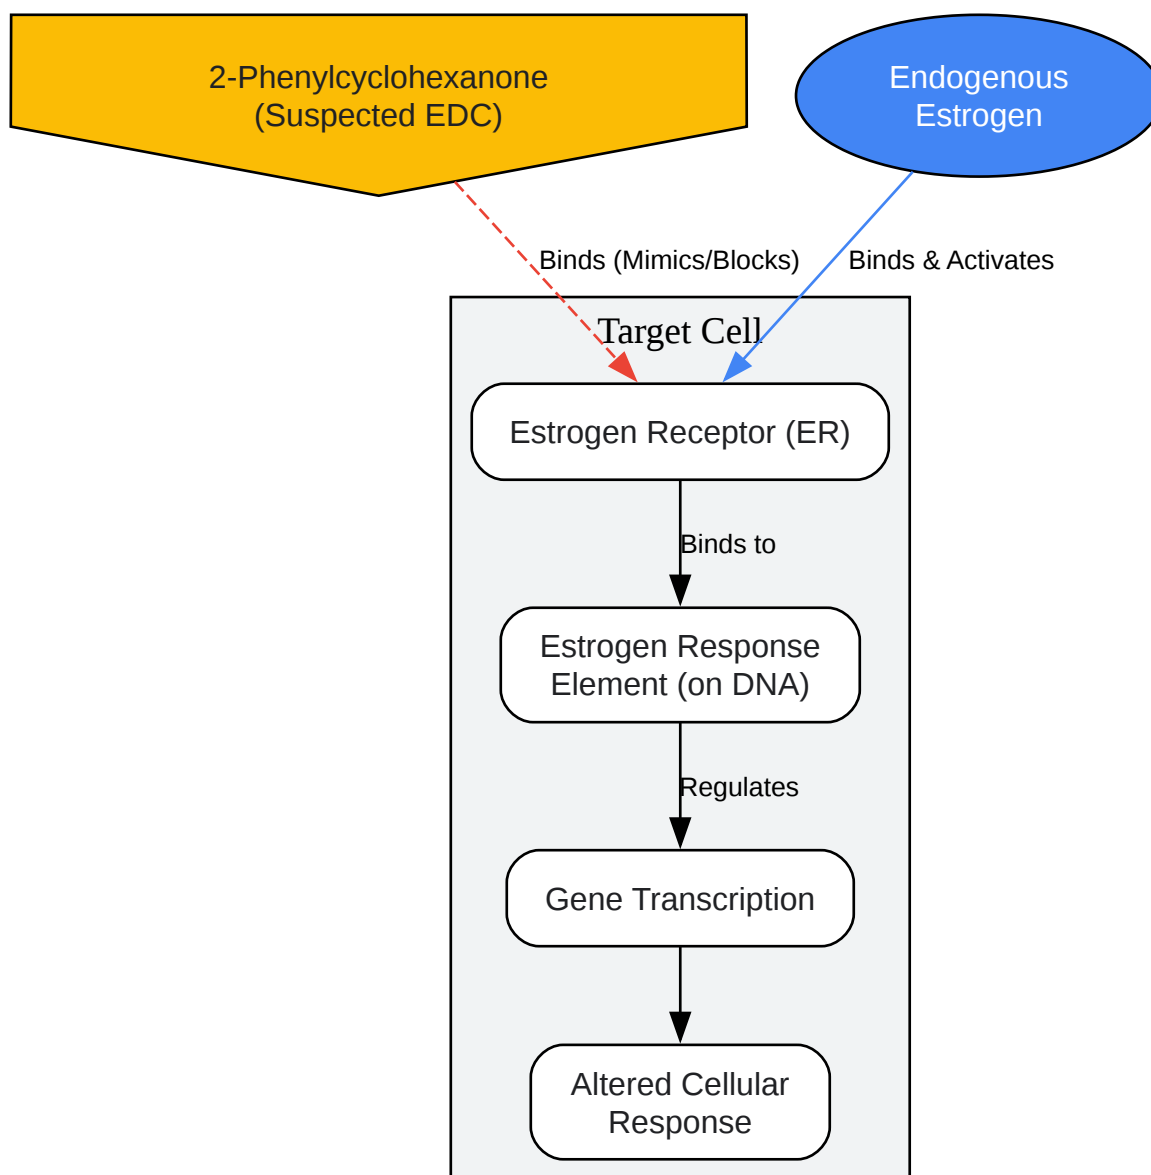 2-Phenylcyclohexanone
(Suspected EDC)
Endogenous
Estrogen
Binds (Mimics/Blocks)
Binds & Activates
Target Cell
Estrogen Receptor (ER)
Binds to
Estrogen Response
Element (on DNA)
Regulates
Gene Transcription
Altered Cellular
Response